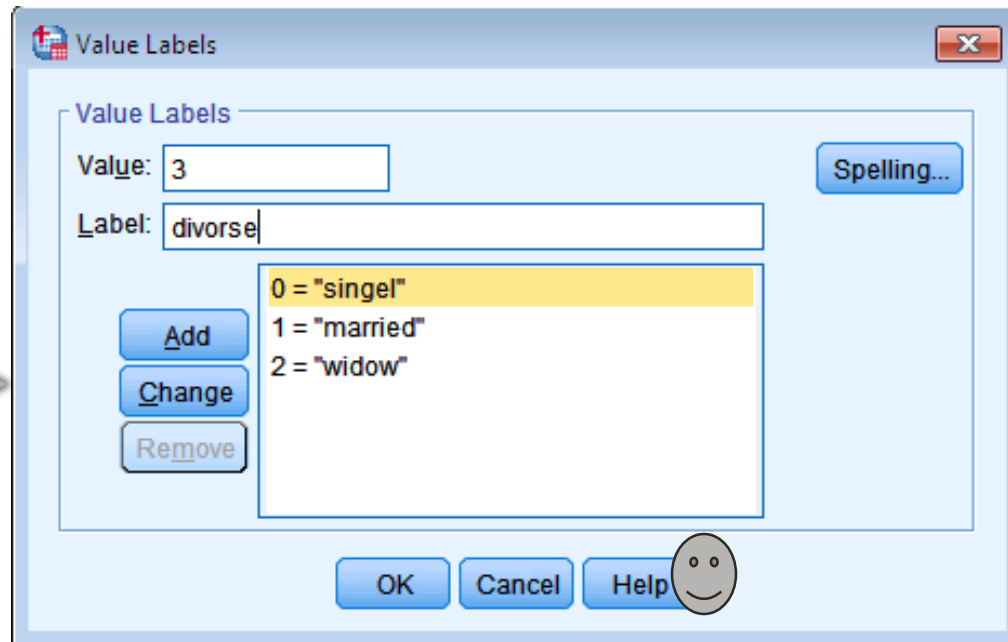 Value Labels
Value Labels
Value: 3
Spelling...
Label: divorse
0 = "singel"
1 = "married"
2 = "widow"
Add
Change
Remove
OK Cancel Help